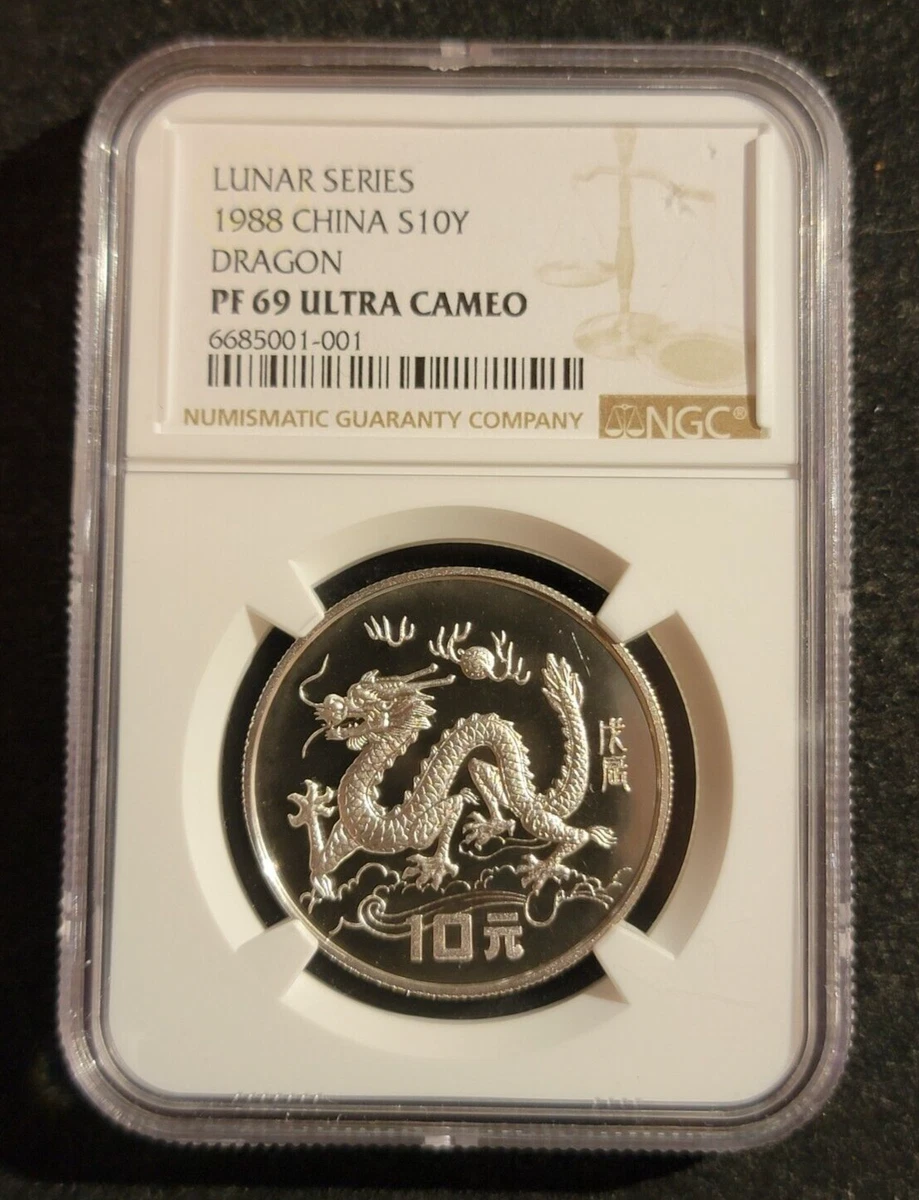 LUNAR SERIES
1988 CHINA S10Y
DRAGON
PF 69 ULTRA CAMEO
6685001-001
NUMISMATIC GUARANTY COMPANY NGC®
戊辰
10元